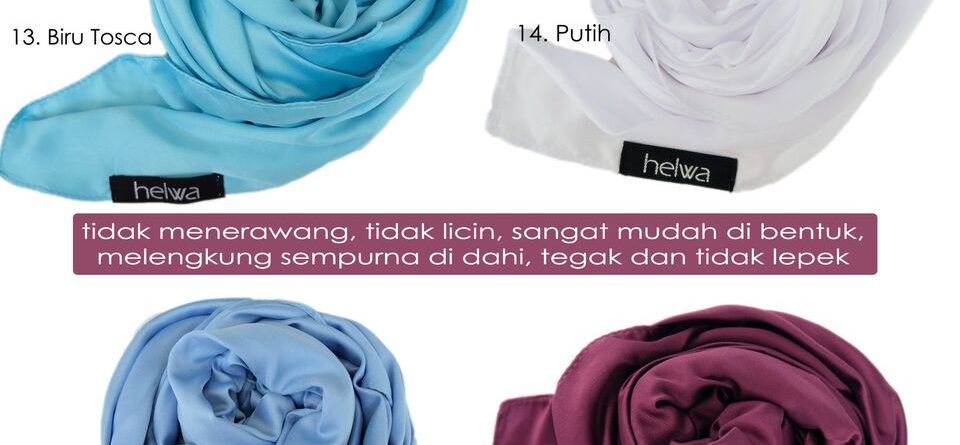 13. Biru Tosca
14. Putih
helwa
helwa
tidak menerawang, tidak licin, sangat mudah di bentuk,
melengkung sempurna di dahi, tegak dan tidak lepek